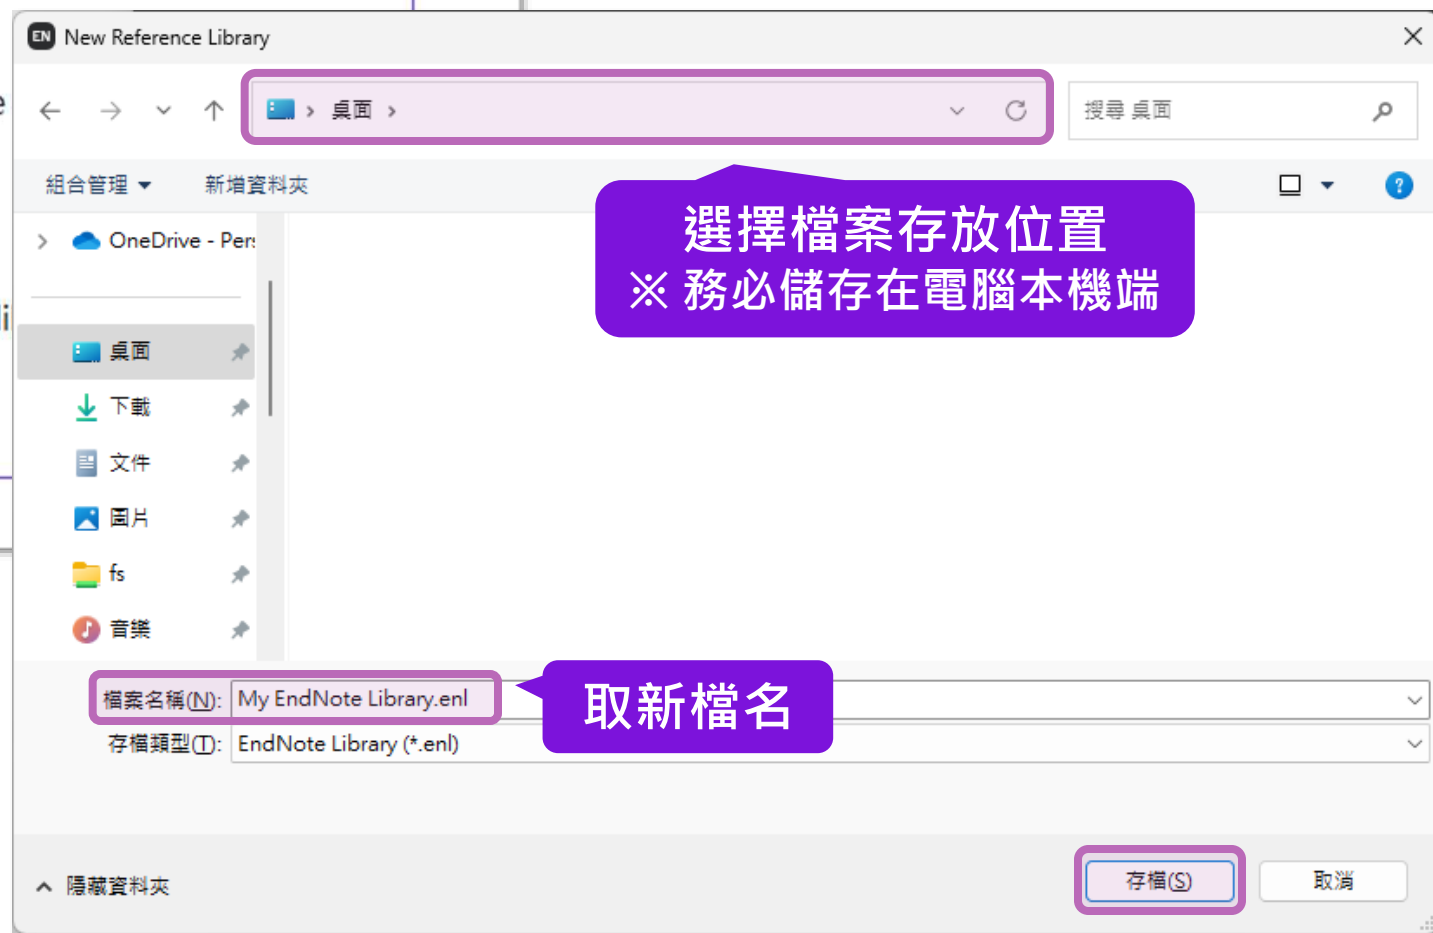 New Reference Library
桌面
搜尋 桌面
組合管理
新增資料夾
選擇檔案存放位置
※ 務必儲存在電腦本機端
OneDrive - Pers
桌面
下載
文件
圖片
fs
音樂
檔案名稱(N): My EndNote Library.enl
取新檔名
存檔類型(T): EndNote Library (*.enl)
隱藏資料夾
存檔(S)
取消